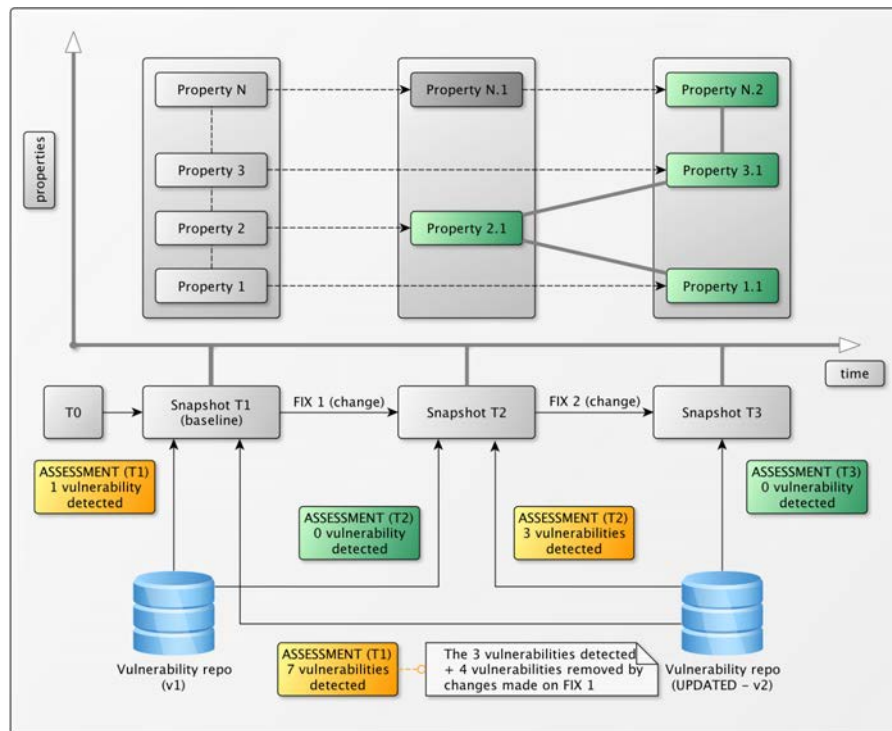 properties
Property N
Property N.1
Property N.2
Property 3
Property 3.1
Property 2
Property 2.1
Property 1
Property 1.1
time
T0
Snapshot T1
(baseline)
FIX 1 (change)
Snapshot T2
FIX 2 (change)
Snapshot T3
ASSESSMENT (T1)
1 vulnerability
detected
ASSESSMENT (T2)
0 vulnerability
detected
ASSESSMENT (T2)
3 vulnerabilities
detected
ASSESSMENT (T3)
0 vulnerability
detected
Vulnerability repo
(v1)
ASSESSMENT (T1)
7 vulnerabilities
detected
The 3 vulnerabilities detected
+ 4 vulnerabilities removed by
changes made on FIX 1
Vulnerability repo
(UPDATED - v2)